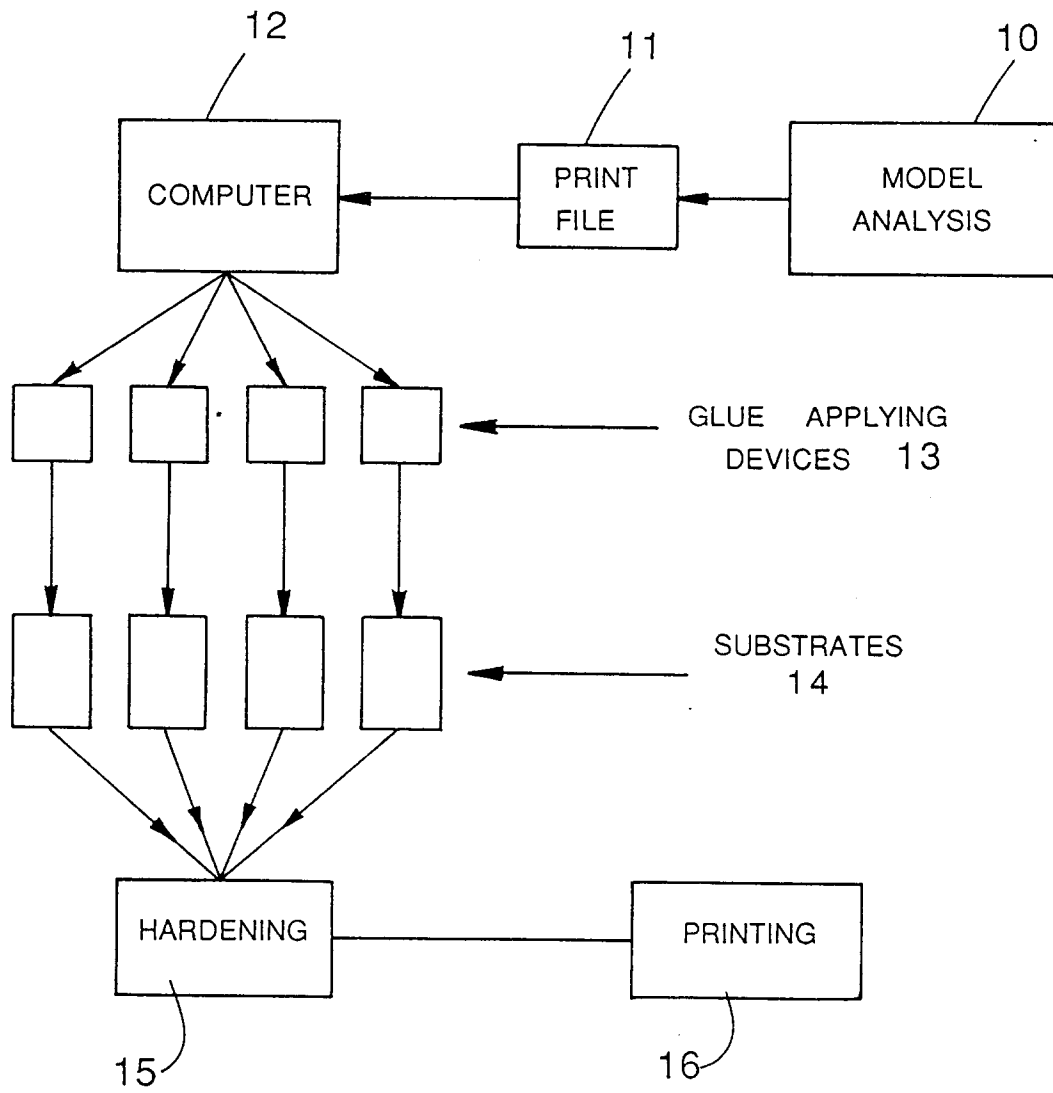 12
11
10
COMPUTER
PRINT
FILE
MODEL
ANALYSIS
GLUE APPLYING
DEVICES 13
SUBSTRATES
14
HARDENING
PRINTING
15
16